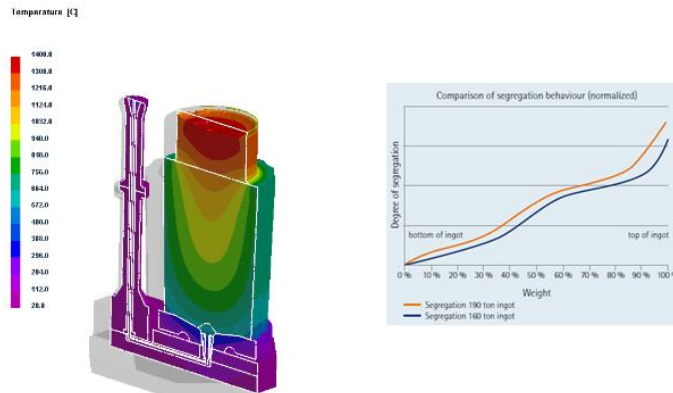 Temperature [C]
1400.0
1308.0
1216.0
1124.0
1032.0
940.0
848.0
756.0
664.0
572.0
480.0
388.0
296.0
204.0
112.0
20.0
Comparison of segregation behaviour (normalized)
Degree of segregation
bottom of ingot
top of ingot
0 % 10 % 20 % 30 % 40 % 50 % 60 % 70 % 80 % 90 % 100 %
Weight
Segregation 190 ton ingot
Segregation 160 ton ingot